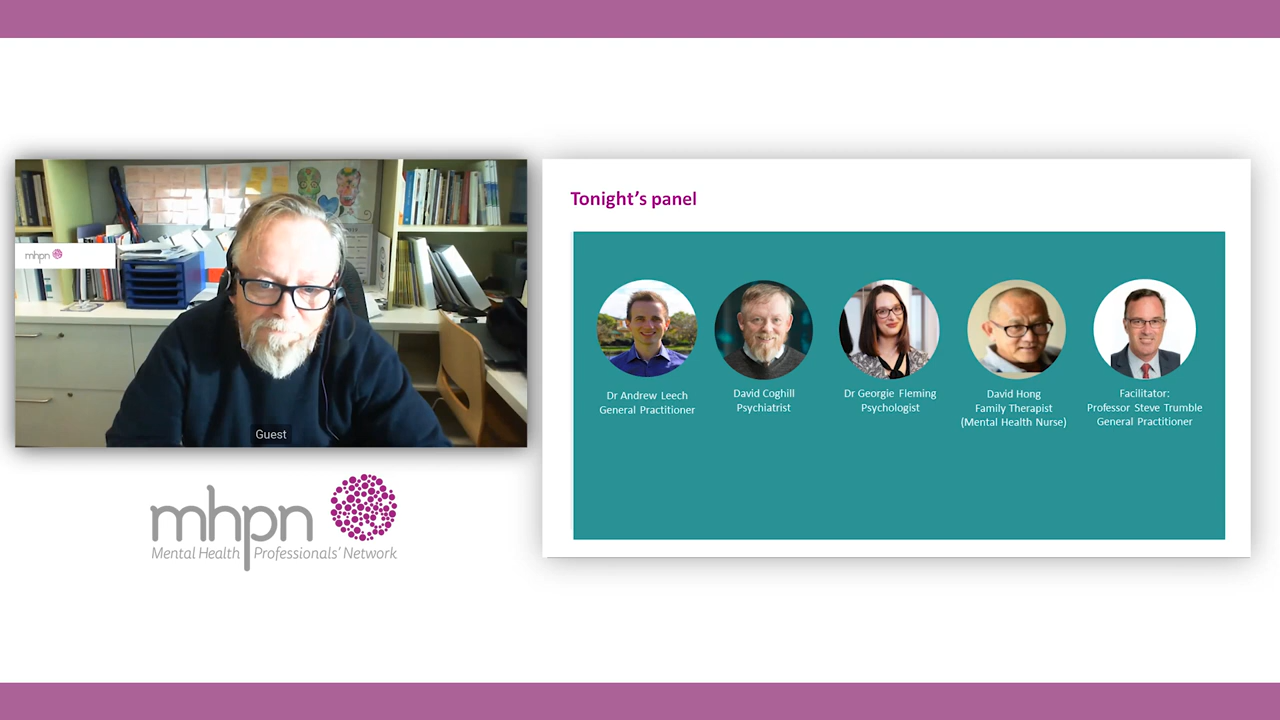 mhpn
Guest
mhpn
Mental Health Professionals' Network
Tonight's panel
Dr Andrew Leech
General Practitioner
David Coghill
Psychiatrist
Dr Georgie Fleming
Psychologist
David Hong
Family Therapist
(Mental Health Nurse)
Facilitator:
Professor Steve Trumble
General Practitioner